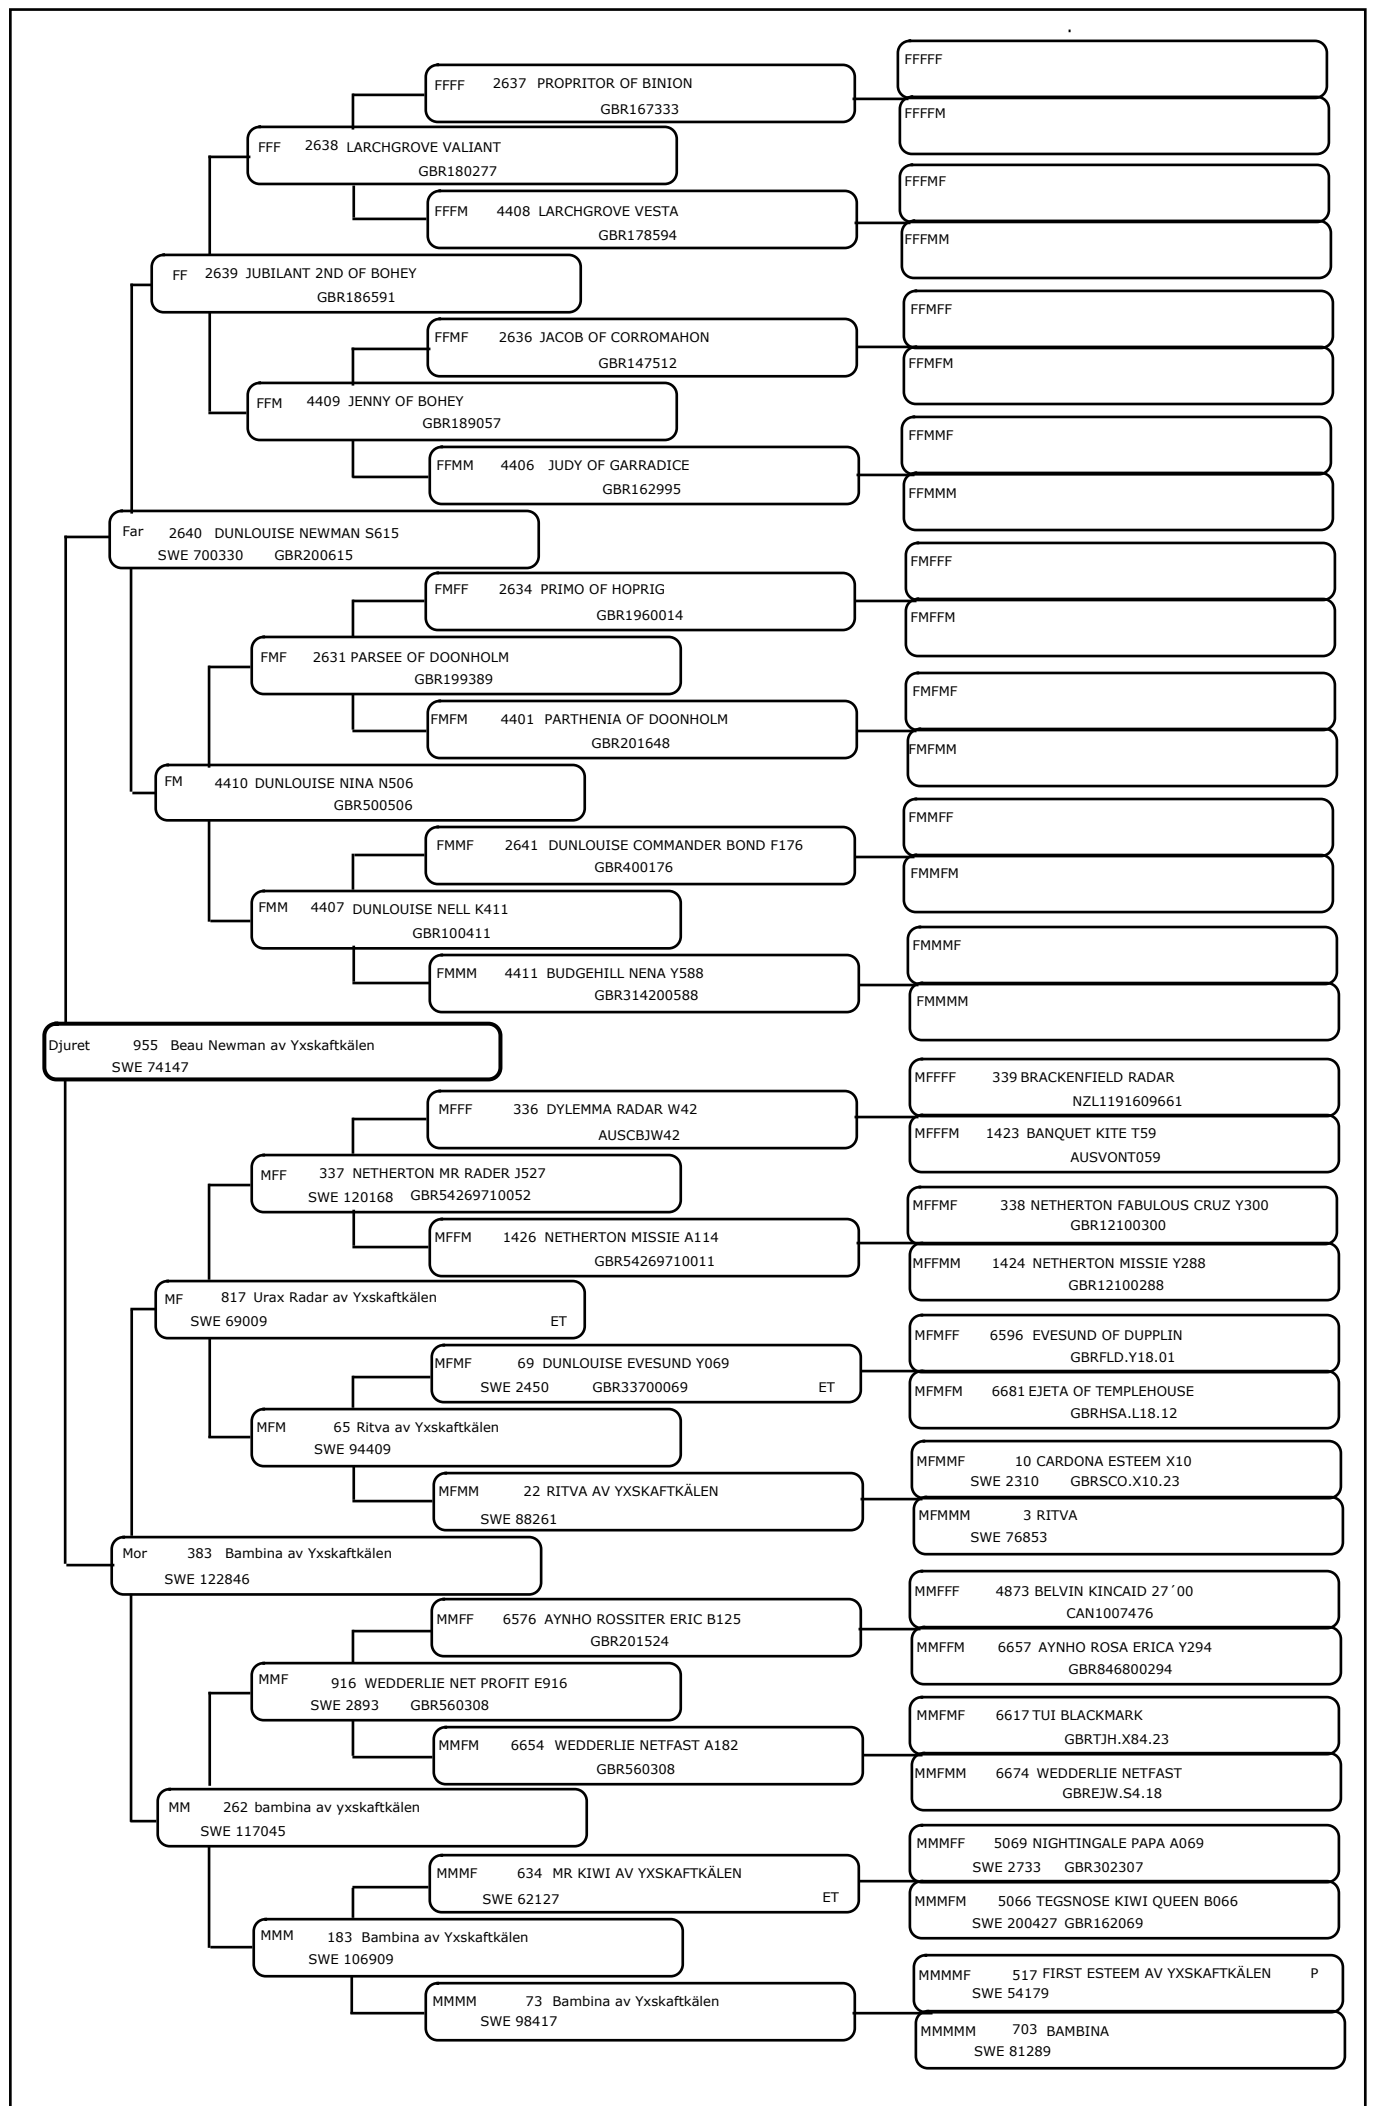 FFFFF
FFFF 2637 PROPRITOR OF BINION
GBR167333
FFFFM
FFF 2638 LARCHGROVE VALIANT
GBR180277
FFFMF
FFFM 4408 LARCHGROVE VESTA
GBR178594
FFFMM
FF 2639 JUBILANT 2ND OF BOHEY
GBR186591
FFMFF
FFMF 2636 JACOB OF CORROMAHON
GBR147512
FFMFM
FFM 4409 JENNY OF BOHEY
GBR189057
FFMMF
FFMM 4406 JUDY OF GARRADICE
GBR162995
FFMMM
Far 2640 DUNLOUISE NEWMAN S615
SWE 700330 GBR200615
FMFFF
FMFF 2634 PRIMO OF HOPRIG
GBR1960014
FMFFM
FMF 2631 PARSEE OF DOONHOLM
GBR199389
FMFMF
FMFM 4401 PARTHENIA OF DOONHOLM
GBR201648
FMFMM
FM 4410 DUNLOUISE NINA N506
GBR500506
FMMFF
FMMF 2641 DUNLOUISE COMMANDER BOND F176
GBR400176
FMMFM
FMM 4407 DUNLOUISE NELL K411
GBR100411
FMMMF
FMMM 4411 BUDGEHILL NENA Y588
GBR314200588
FMMMM
Djuret 955 Beau Newman av Yxskaftkälen
SWE 74147
MFFFF 339 BRACKENFIELD RADAR
NZL1191609661
MFFF 336 DYLEMMA RADAR W42
AUSCBJW42
MFFFM 1423 BANQUET KITE T59
AUSVONT059
MFF 337 NETHERTON MR RADER J527
SWE 120168 GBR54269710052
MFFMF 338 NETHERTON FABULOUS CRUZ Y300
GBR12100300
MFFM 1426 NETHERTON MISSIE A114
GBR54269710011
MFFMM 1424 NETHERTON MISSIE Y288
GBR12100288
MF 817 Urax Radar av Yxskaftkälen
SWE 69009 ET
MFMFF 6596 EVESUND OF DUPPLIN
GBRFLD.Y18.01
MFMF 69 DUNLOUISE EVESUND Y069
SWE 2450 GBR33700069 ET
MFMFM 6681 EJETA OF TEMPLEHOUSE
GBRHSA.L18.12
MFM 65 Ritva av Yxskaftkälen
SWE 94409
MFMMF 10 CARDONA ESTEEM X10
SWE 2310 GBRSCO.X10.23
MFMM 22 RITVA AV YXSKAFTKÄLEN
SWE 88261
MFMMM 3 RITVA
SWE 76853
Mor 383 Bambina av Yxskaftkälen
SWE 122846
MMFFF 4873 BELVIN KINCAID 27´00
CAN1007476
MMFF 6576 AYNHO ROSSITER ERIC B125
GBR201524
MMFFM 6657 AYNHO ROSA ERICA Y294
GBR846800294
MMF 916 WEDDERLIE NET PROFIT E916
SWE 2893 GBR560308
MMFMF 6617 TUI BLACKMARK
GBRTJH.X84.23
MMFM 6654 WEDDERLIE NETFAST A182
GBR560308
MMFMM 6674 WEDDERLIE NETFAST
GBREJW.S4.18
MM 262 bambina av yxskaftkälen
SWE 117045
MMMFF 5069 NIGHTINGALE PAPA A069
SWE 2733 GBR302307
MMMF 634 MR KIWI AV YXSKAFTKÄLEN
SWE 62127 ET
MMMFM 5066 TEGSNOSE KIWI QUEEN B066
SWE 200427 GBR162069
MMM 183 Bambina av Yxskaftkälen
SWE 106909
MMMMF 517 FIRST ESTEEM AV YXSKAFTKÄLEN P
SWE 54179
MMMM 73 Bambina av Yxskaftkälen
SWE 98417
MMMMM 703 BAMBINA
SWE 81289